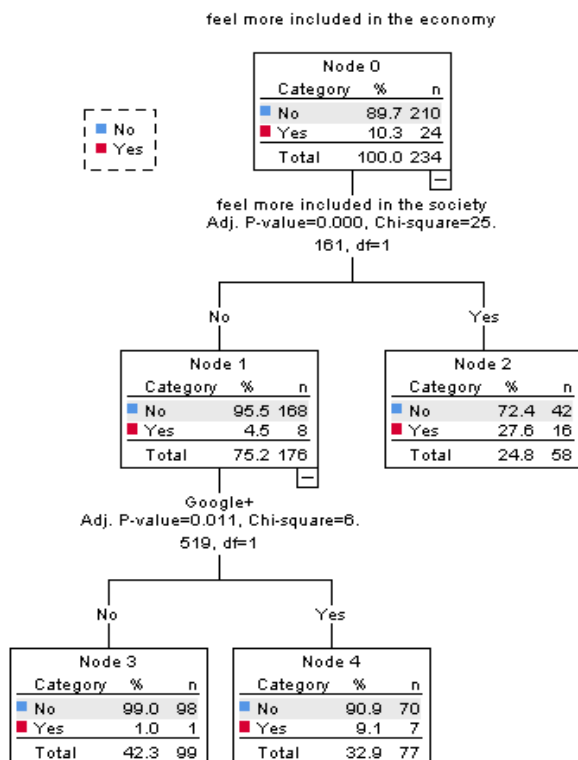 feel more included in the economy
No
Yes
Node 0
Category % n
No 89.7 210
Yes 10.3 24
Total 100.0 234
feel more included in the society
Adj. P-value=0.000, Chi-square=25.
161, df=1
No
Yes
Node 1
Category % n
No 95.5 168
Yes 4.5 8
Total 75.2 176
Node 2
Category % n
No 72.4 42
Yes 27.6 16
Total 24.8 58
Google+
Adj. P-value=0.011, Chi-square=6.
519, df=1
No
Yes
Node 3
Category % n
No 99.0 98
Yes 1.0 1
Total 42.3 99
Node 4
Category % n
No 90.9 70
Yes 9.1 7
Total 32.9 77